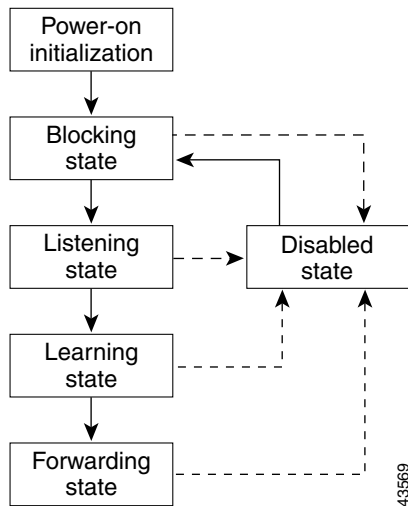 Power-on
initialization
Blocking
state
Listening
state
Disabled
state
Learning
state
Forwarding
state
43569